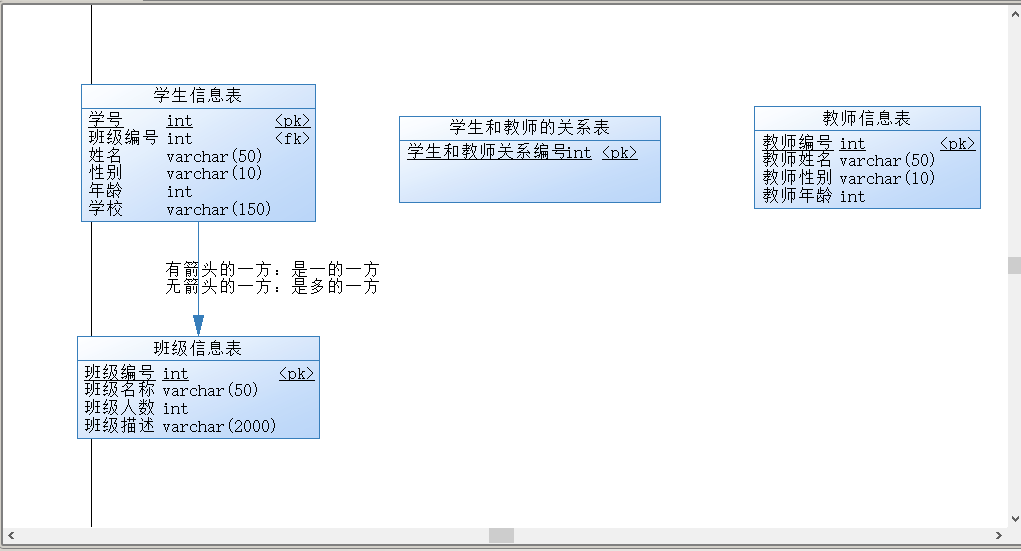 学生信息表
学号 int <pk>
班级编号 int <fk>
姓名 varchar(50)
性别 varchar(10)
年龄 int
学校 varchar(150)
学生和教师的关系表
学生和教师关系编号int <pk>
教师信息表
教师编号 int <pk>
教师姓名 varchar(50)
教师性别 varchar(10)
教师年龄 int
有箭头的一方：是一的一方
无箭头的一方：是多的一方
班级信息表
班级编号 int <pk>
班级名称 varchar(50)
班级人数 int
班级描述 varchar(2000)